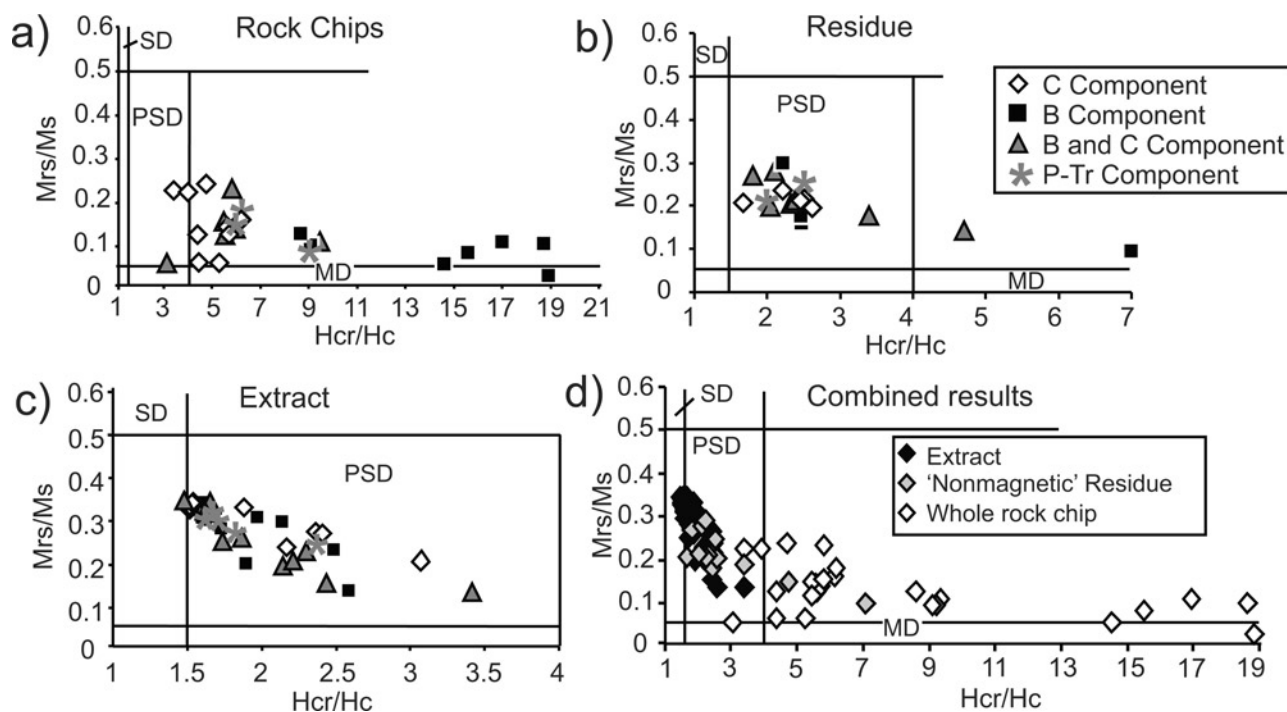 a)
Rock Chips
0.6
0.5
0.4
0.3
0.2
0.1
0
SD
PSD
MD
Mrs/Ms
1 3 5 7 9 11 13 15 17 19 21
Hcr/Hc
b)
Residue
0.6
0.5
0.4
0.3
0.2
0.1
0
SD
PSD
MD
Mrs/Ms
1 2 3 4 5 6 7
Hcr/Hc
C Component
B Component
B and C Component
P-Tr Component
c)
Extract
0.6
0.5
0.4
0.3
0.2
0.1
0
SD
PSD
Mrs/Ms
1 1.5 2 2.5 3 3.5 4
Hcr/Hc
d)
Combined results
0.6
0.5
0.4
0.3
0.2
0.1
0
SD
PSD
MD
Mrs/Ms
Extract
'Nonmagnetic' Residue
Whole rock chip
1 3 5 7 9 11 13 15 17 19
Hcr/Hc